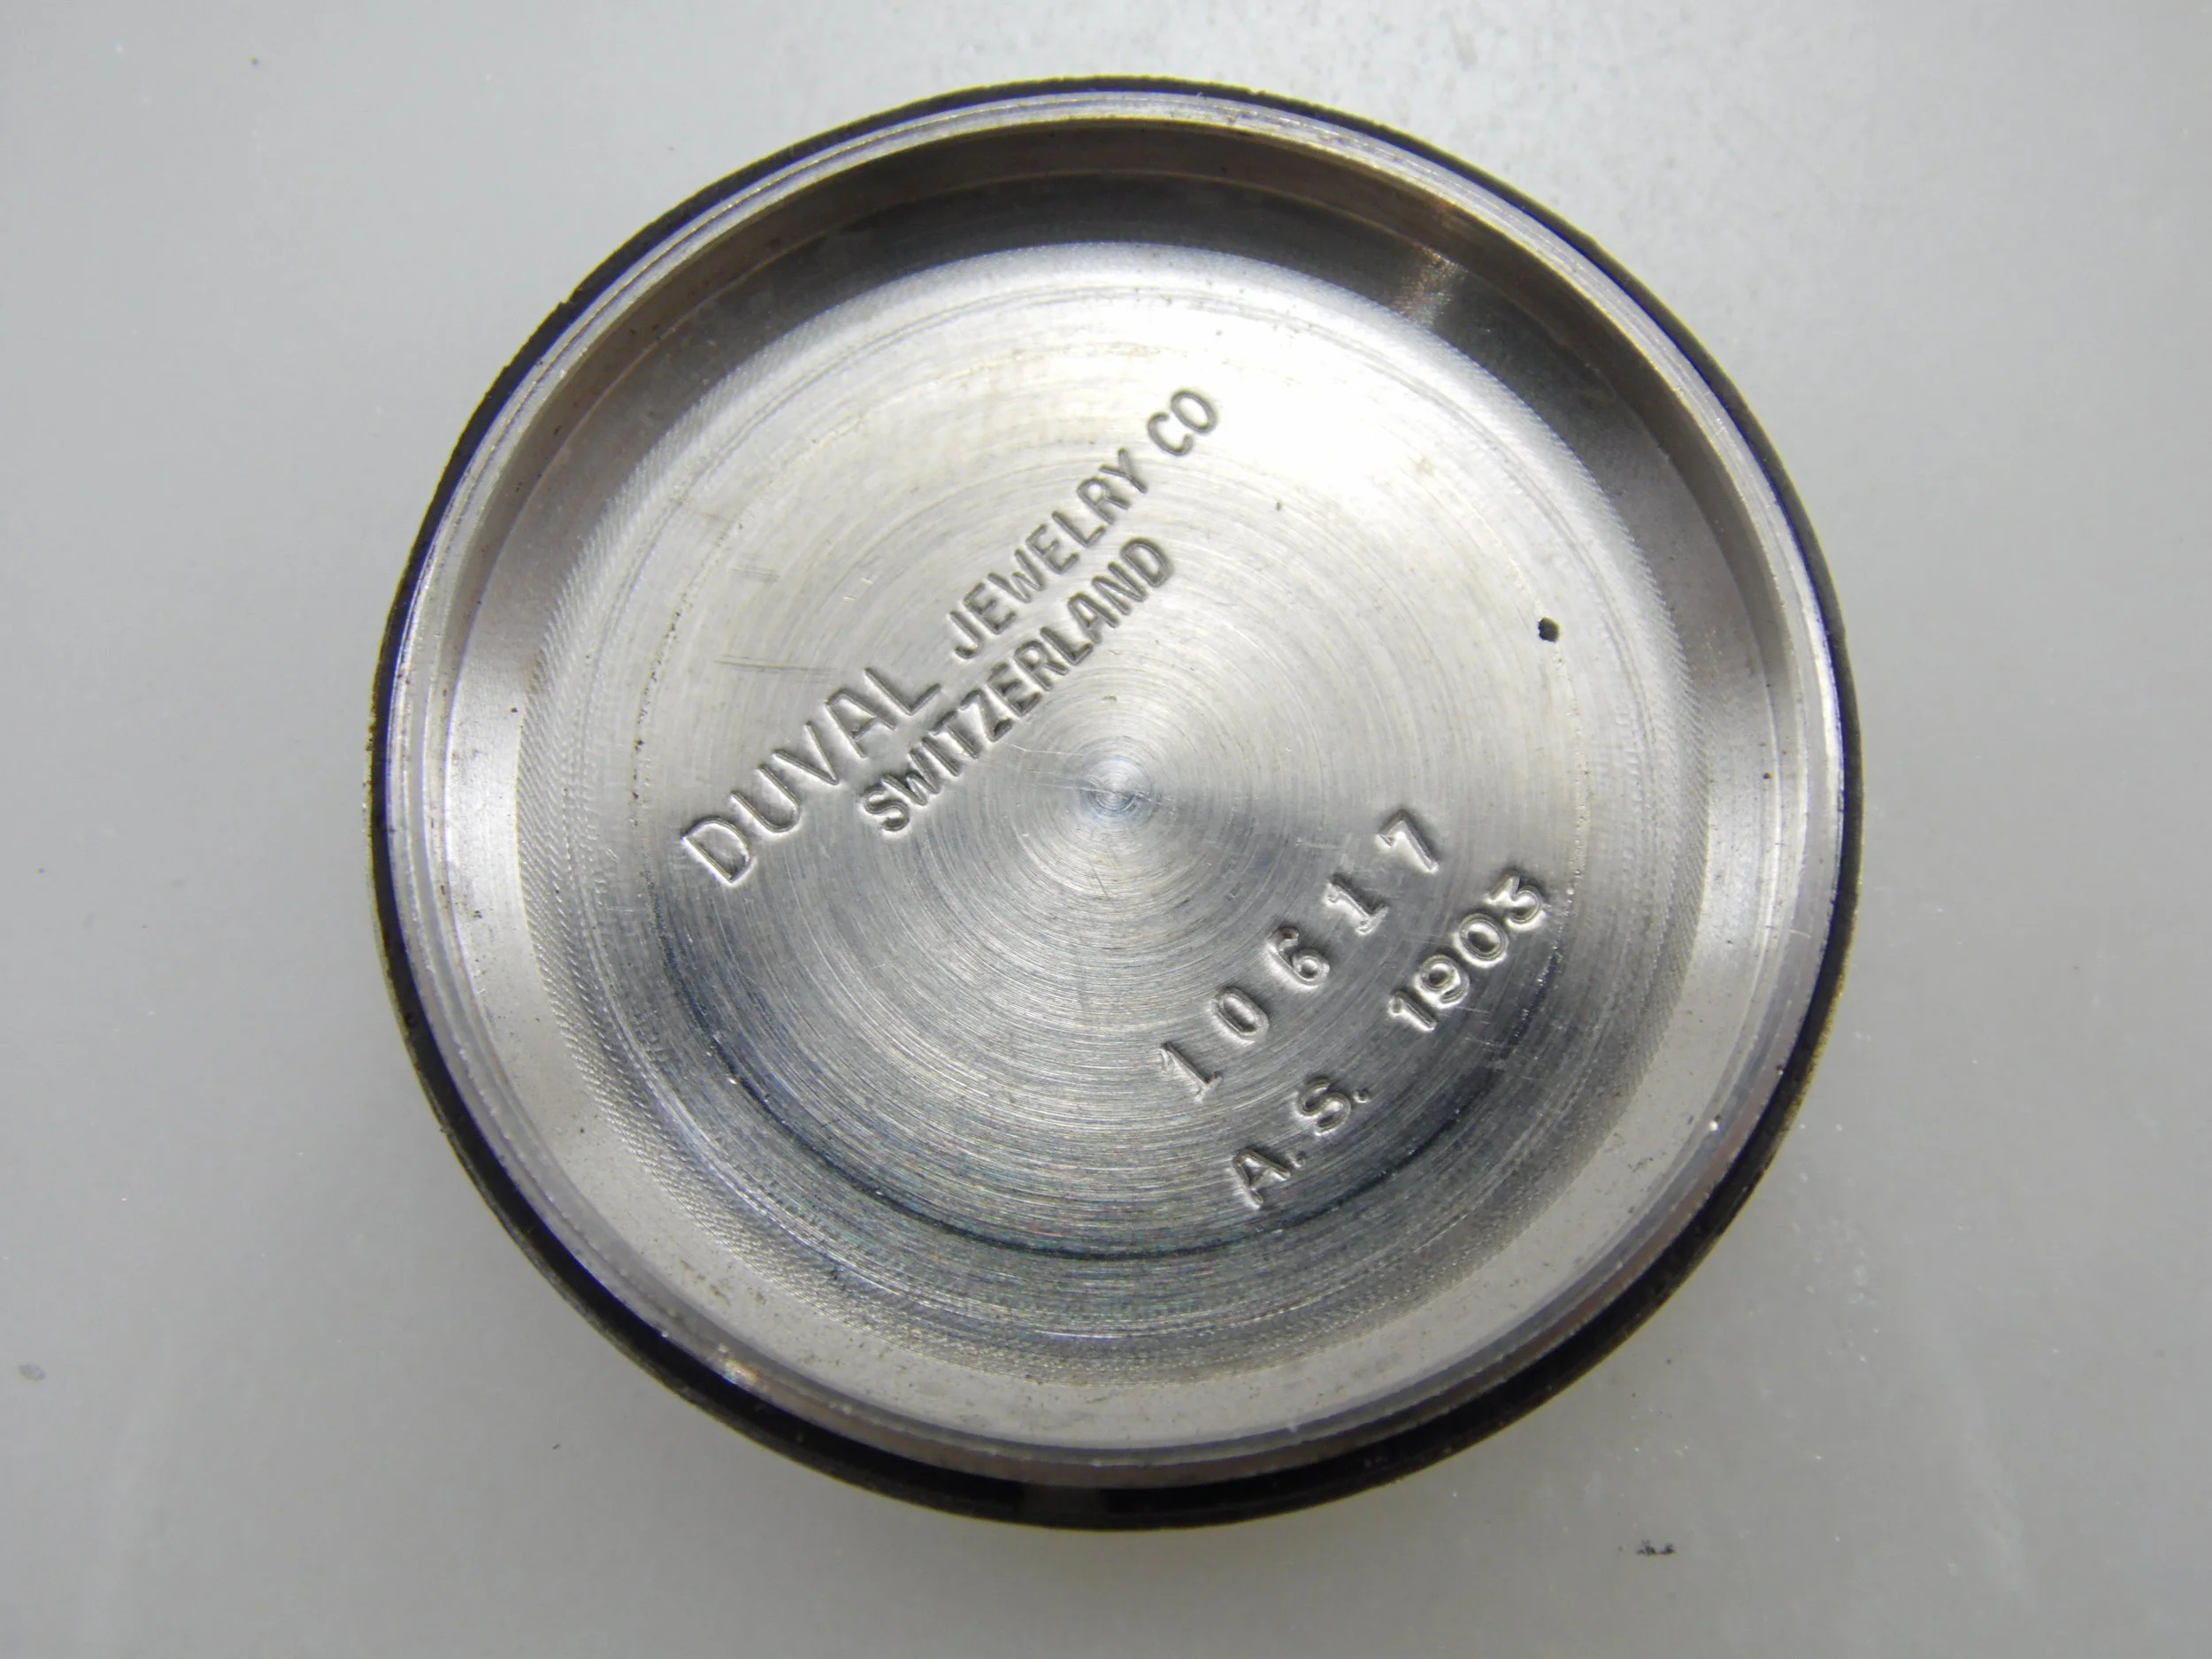 DUVAL JEWELRY CO
SWITZERLAND
10617
A.S. 1903